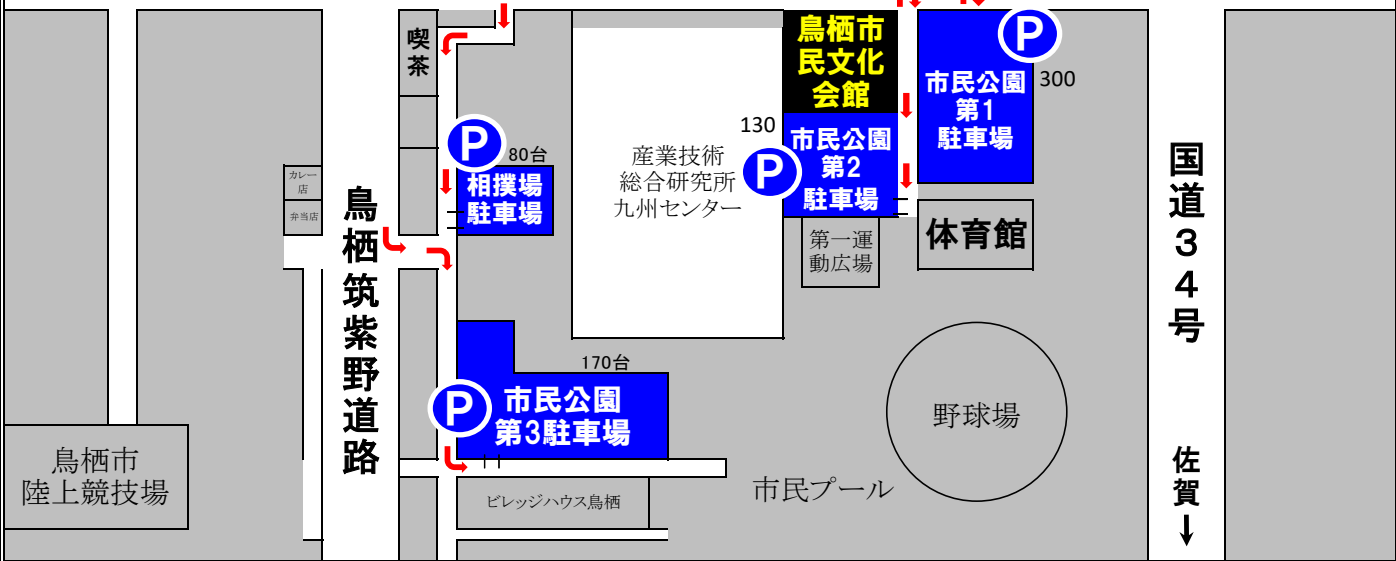 喫
茶
鳥栖市
民文化
会館
P
市民公園
第1
駐車場
300
P
80台
相撲場
駐車場
産業技術
総合研究所
九州センター
130
P
市民公園
第2
駐車場
カレー
店
弁当店
鳥栖筑紫野道路
第一運
動広場
体育館
国道34号
170台
P
市民公園
第3駐車場
野球場
鳥栖市
陸上競技場
ビレッジハウス鳥栖
市民プール
佐賀
↓